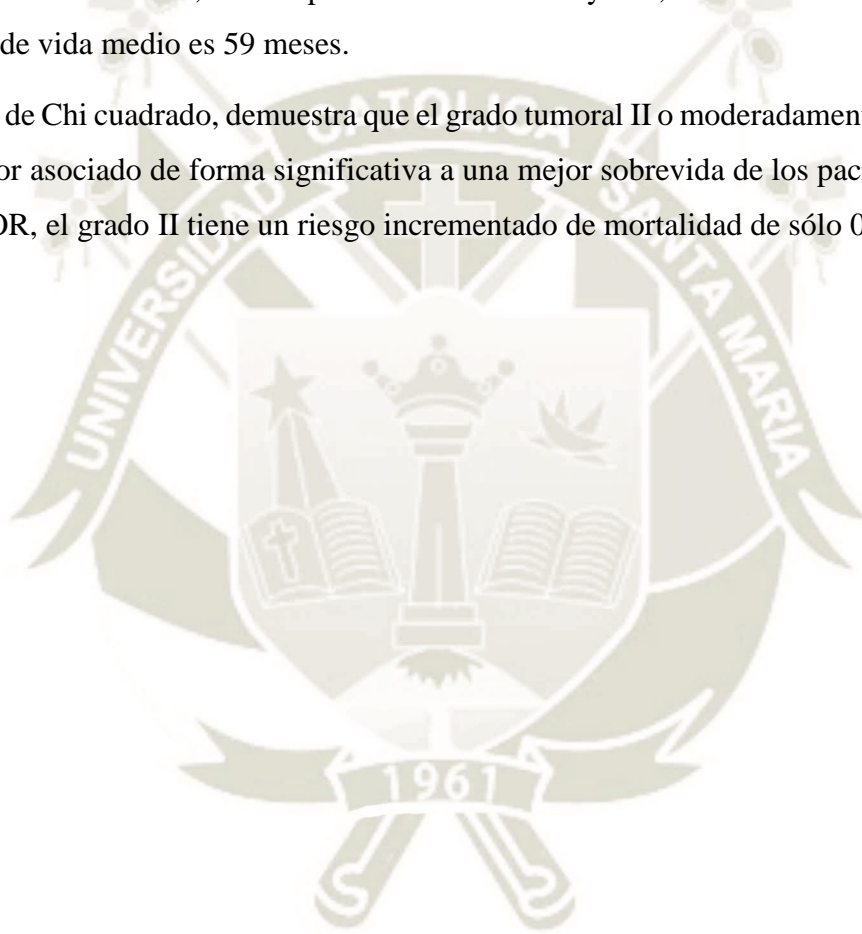 de vida medio es 59 meses.
de Chi cuadrado, demuestra que el grado tumoral II o moderadament
or asociado de forma significativa a una mejor sobrevida de los pac
OR, el grado II tiene un riesgo incrementado de mortalidad de sólo 0
UNIVERSIDAD CATOLICA SANTA MARIA
1961